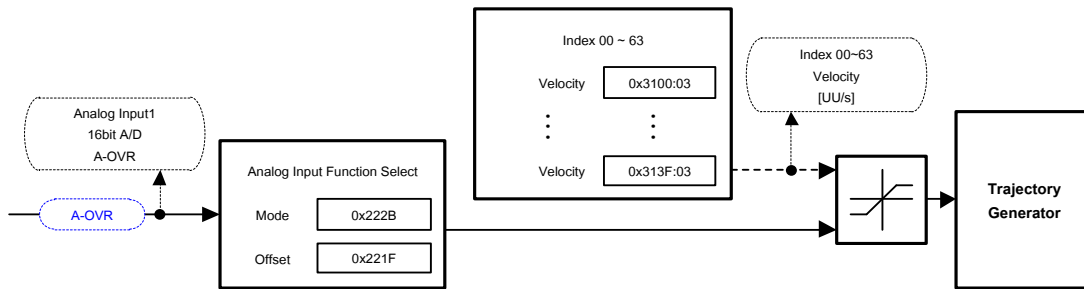 Index 00 ~ 63
Velocity 0x3100:03
Velocity 0x313F:03
Index 00~63
Velocity
[UU/s]
Analog Input1
16bit A/D
A-OVR
A-OVR
Analog Input Function Select
Mode 0x222B
Offset 0x221F
Trajectory
Generator